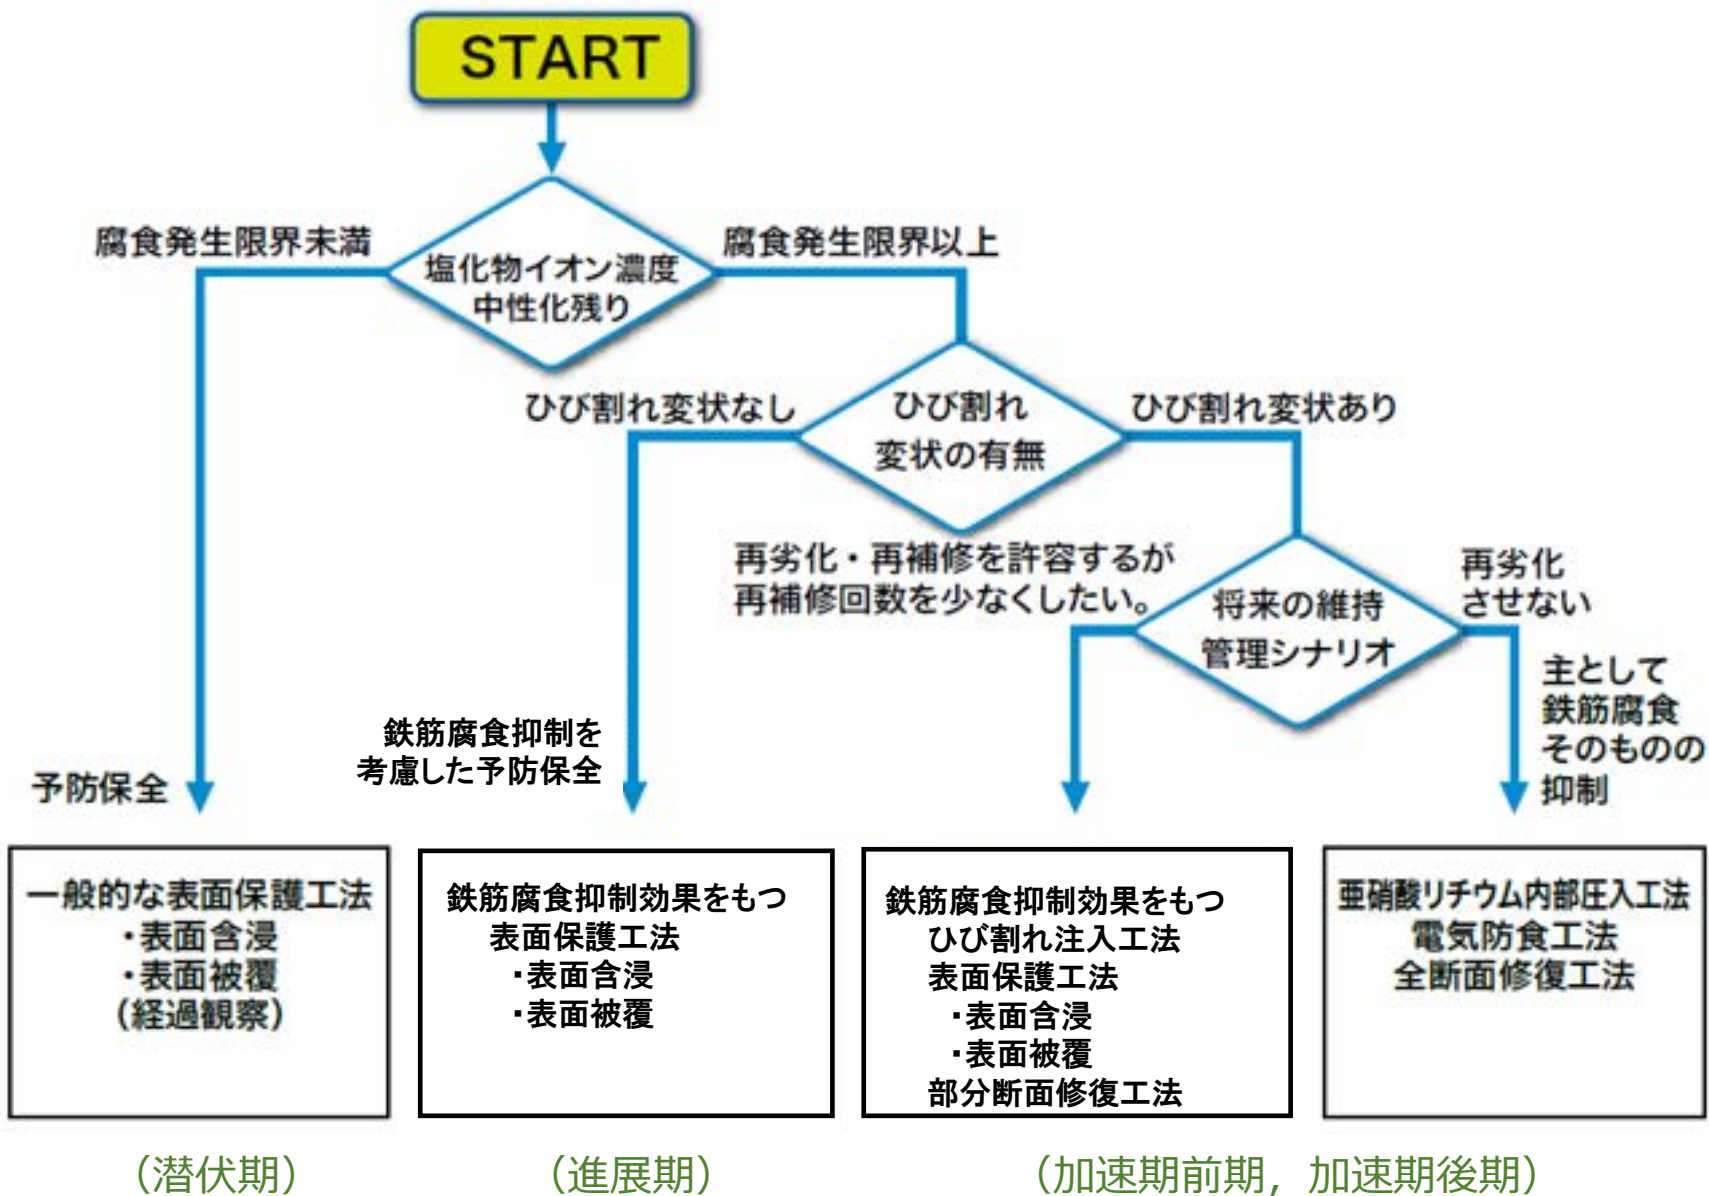 START
腐食発生限界未満
塩化物イオン濃度
中性化残り
腐食発生限界以上
ひび割れ変状なし
ひび割れ
変状の有無
ひび割れ変状あり
再劣化・再補修を許容するが
再補修回数を少なくしたい。
将来の維持
管理シナリオ
再劣化
させない
主として
鉄筋腐食
そのものの
抑制
予防保全
鉄筋腐食抑制を
考慮した予防保全
一般的な表面保護工法
・表面含浸
・表面被覆
（経過観察）
鉄筋腐食抑制効果をもつ
表面保護工法
・表面含浸
・表面被覆
鉄筋腐食抑制効果をもつ
ひび割れ注入工法
表面保護工法
・表面含浸
・表面被覆
部分断面修復工法
亜硝酸リチウム内部圧入工法
電気防食工法
全断面修復工法
（潜伏期）
（進展期）
（加速期前期，加速期後期）